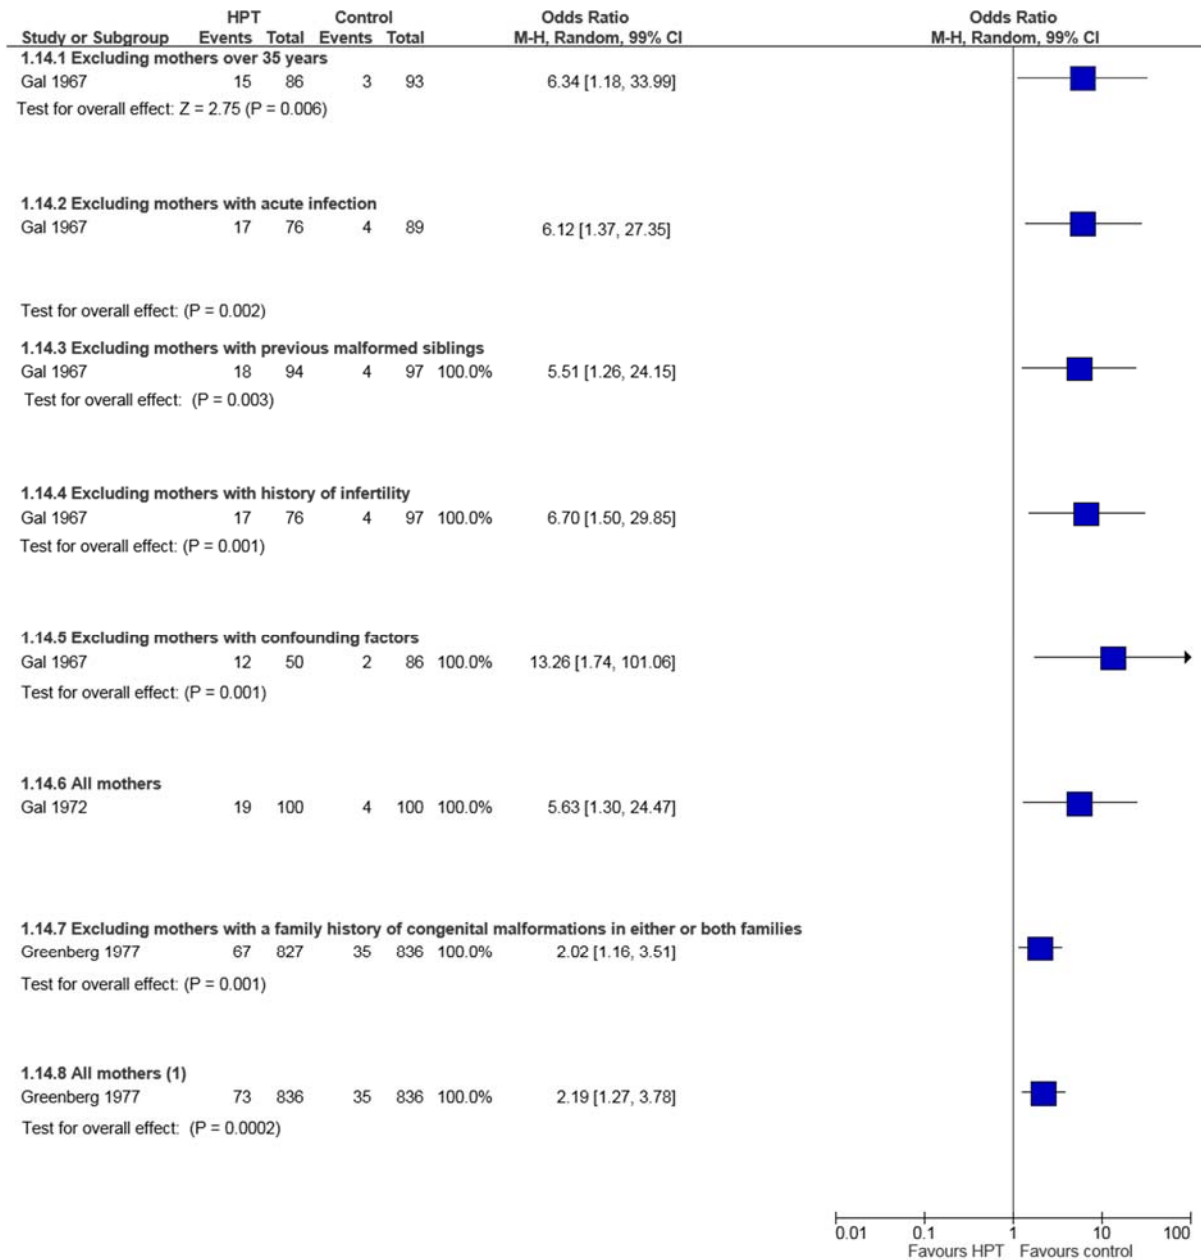 HPT Control Odds Ratio Odds Ratio
Study or Subgroup Events Total Events Total M-H, Random, 99% CI M-H, Random, 99% CI
1.14.1 Excluding mothers over 35 years
Gal 1967 15 86 3 93 6.34 [1.18, 33.99]
Test for overall effect: Z = 2.75 (P = 0.006)
1.14.2 Excluding mothers with acute infection
Gal 1967 17 76 4 89 6.12 [1.37, 27.35]
Test for overall effect: (P = 0.002)
1.14.3 Excluding mothers with previous malformed siblings
Gal 1967 18 94 4 97 100.0% 5.51 [1.26, 24.15]
Test for overall effect: (P = 0.003)
1.14.4 Excluding mothers with history of infertility
Gal 1967 17 76 4 97 100.0% 6.70 [1.50, 29.85]
Test for overall effect: (P = 0.001)
1.14.5 Excluding mothers with confounding factors
Gal 1967 12 50 2 86 100.0% 13.26 [1.74, 101.06]
Test for overall effect: (P = 0.001)
1.14.6 All mothers
Gal 1972 19 100 4 100 100.0% 5.63 [1.30, 24.47]
1.14.7 Excluding mothers with a family history of congenital malformations in either or both families
Greenberg 1977 67 827 35 836 100.0% 2.02 [1.16, 3.51]
Test for overall effect: (P = 0.001)
1.14.8 All mothers (1)
Greenberg 1977 73 836 35 836 100.0% 2.19 [1.27, 3.78]
Test for overall effect: (P = 0.0002)
0.01 0.1 1 10 100
Favours HPT Favours control